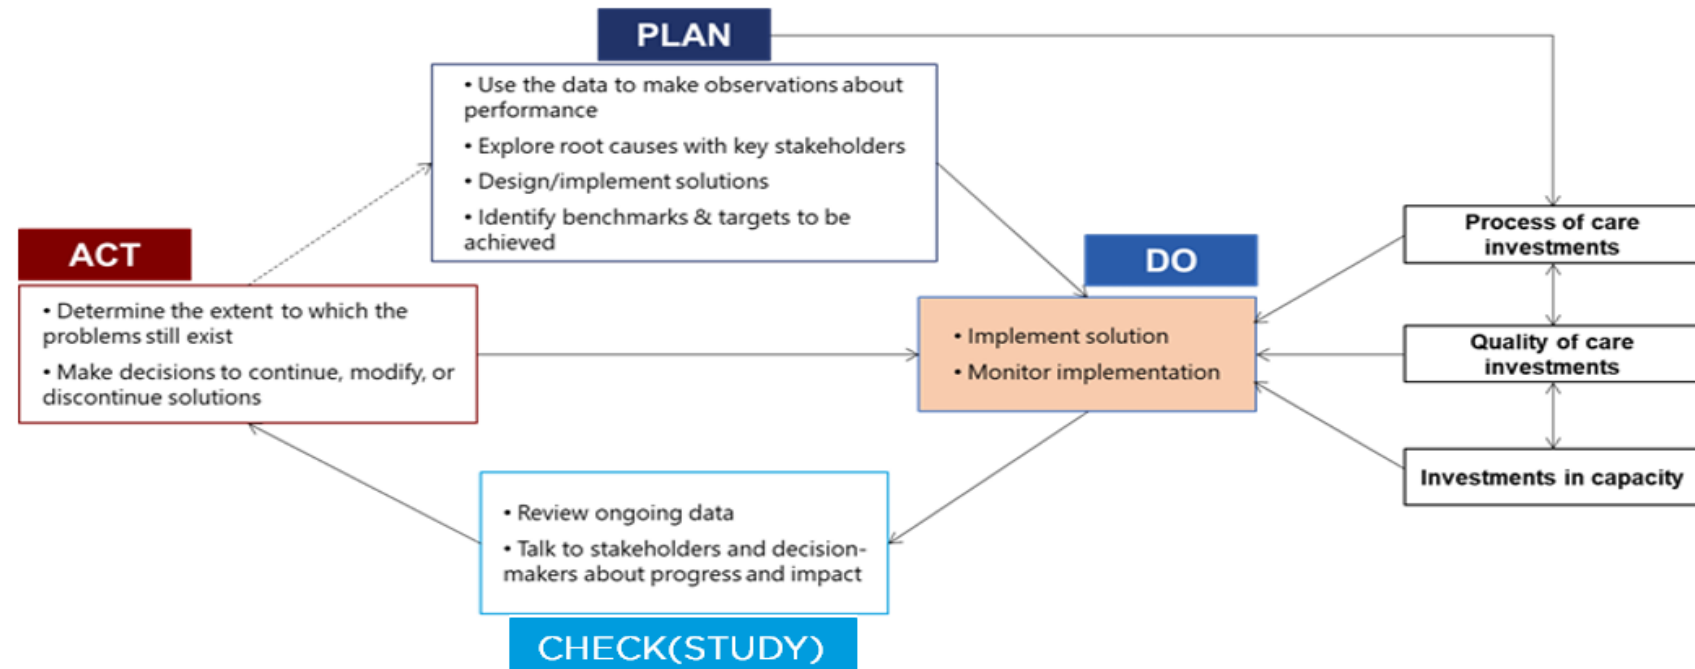 PLAN
• Use the data to make observations about
performance
• Explore root causes with key stakeholders
• Design/implement solutions
• Identify benchmarks & targets to be
achieved
ACT
• Determine the extent to which the
problems still exist
• Make decisions to continue, modify, or
discontinue solutions
DO
• Implement solution
• Monitor implementation
Process of care
investments
Quality of care
investments
Investments in capacity
• Review ongoing data
• Talk to stakeholders and decision-
makers about progress and impact
CHECK(STUDY)